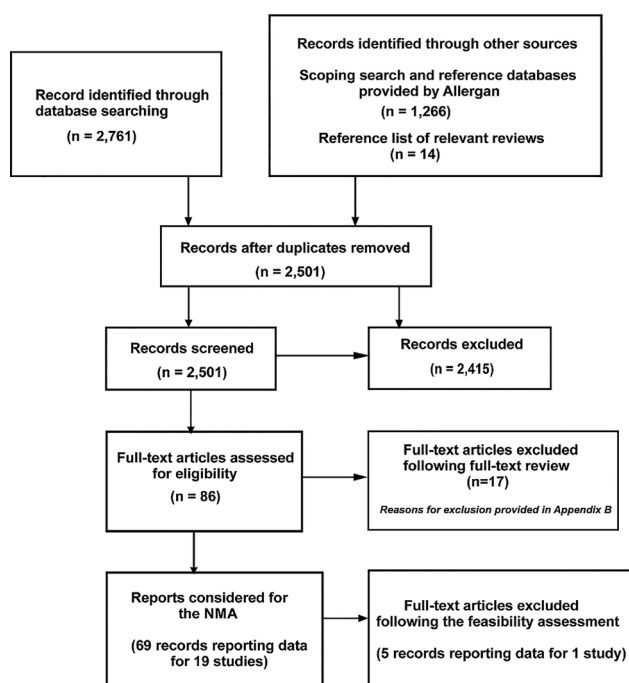 Record identified through
database searching
(n = 2,761)
Records identified through other sources
Scoping search and reference databases
provided by Allergan
(n = 1,266)
Reference list of relevant reviews
(n = 14)
Records after duplicates removed
(n = 2,501)
Records screened
(n = 2,501)
Records excluded
(n = 2,415)
Full-text articles assessed
for eligibility
(n = 86)
Full-text articles excluded
following full-text review
(n=17)
Reasons for exclusion provided in Appendix B
Reports considered for
the NMA
(69 records reporting data
for 19 studies)
Full-text articles excluded
following the feasibility assessment
(5 records reporting data for 1 study)